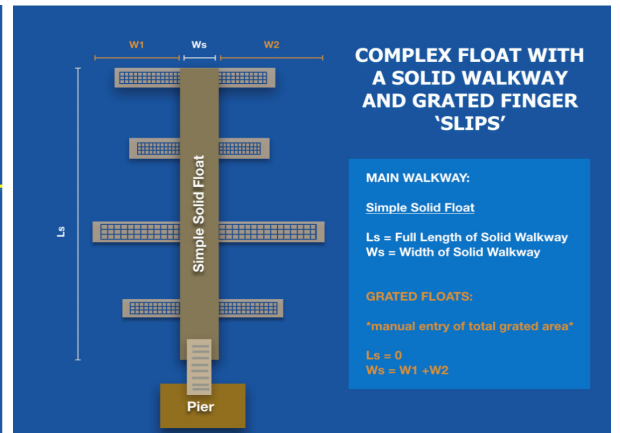 W1 Ws W2
COMPLEX FLOAT WITH
A SOLID WALKWAY
AND GRATED FINGER
‘SLIPS’
Ls
Simple Solid Float
Pier
MAIN WALKWAY:
Simple Solid Float
Ls = Full Length of Solid Walkway
Ws = Width of Solid Walkway
GRATED FLOATS:
*manual entry of total grated area*
Ls = 0
Ws = W1 +W2